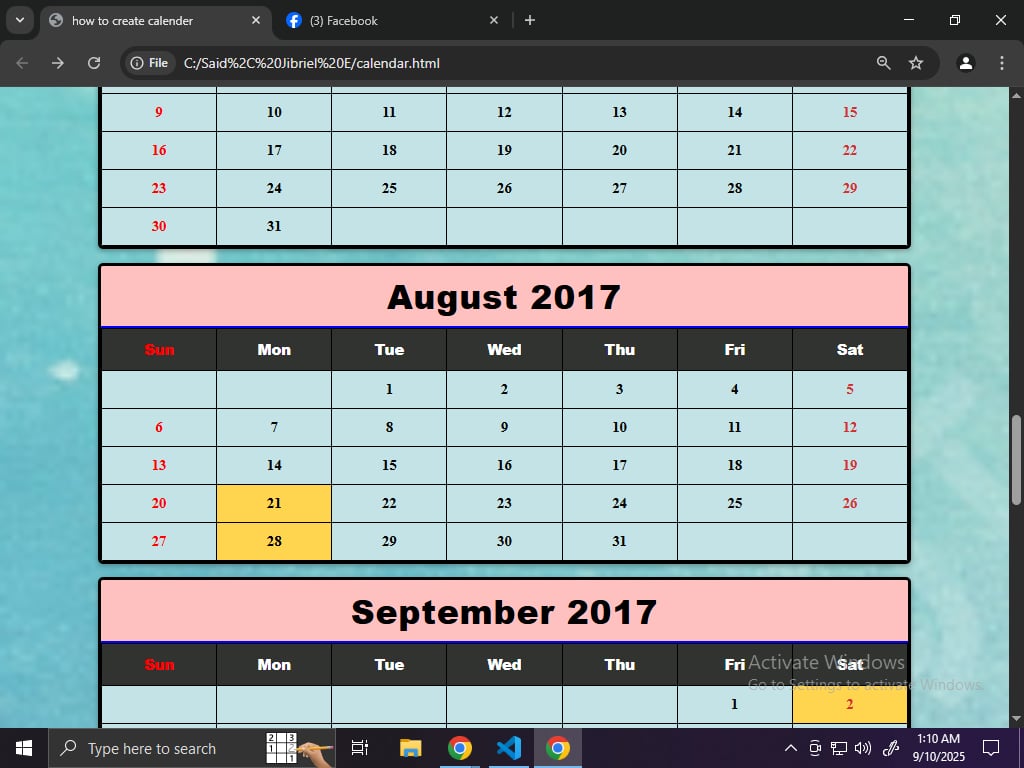 how to create calender
(3) Facebook
File C:/Said%2C%20Jibriel%20E/calendar.html
9 10 11 12 13 14 15
16 17 18 19 20 21 22
23 24 25 26 27 28 29
30 31
August 2017
Sun Mon Tue Wed Thu Fri Sat
1 2 3 4 5
6 7 8 9 10 11 12
13 14 15 16 17 18 19
20 21 22 23 24 25 26
27 28 29 30 31
September 2017
Sun Mon Tue Wed Thu Fri Sat
1 2
Activate Windows
Go to Settings to activate Windows.
Type here to search
2 3
1 2
1
1:10 AM
9/10/2025